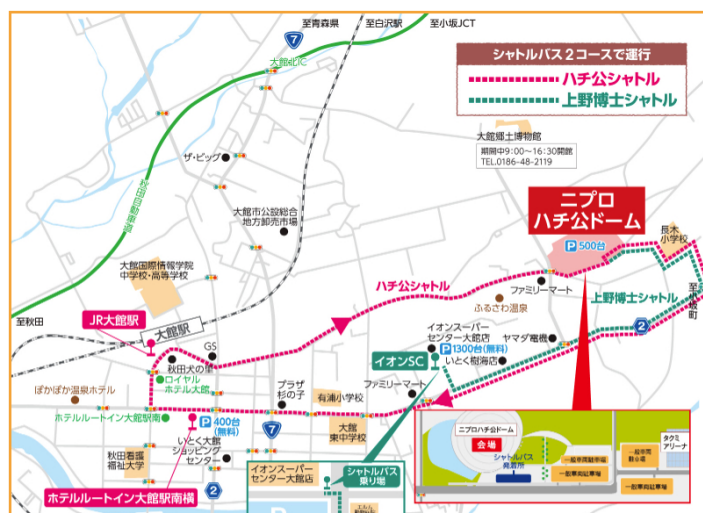 至青森県
至白沢駅
至小坂JCT
7
大館北IC
シャトルバス2コースで運行
ハチ公シャトル
上野博士シャトル
大館郷土博物館
期間中9:00〜16:30開館
TEL.0186-48-2119
ザ・ビッグ
秋田自動車道
大館市公設総合
地方卸売市場
ニプロ
ハチ公ドーム
P 500台
長木
小学校
大館国際情報学院
中学校・高等学校
ハチ公シャトル
ファミリーマート
ふるさわ温泉
上野博士シャトル
至小坂町
至秋田
JR大館駅
大館駅
2
GS
イオンスーパー
センター大館店
ヤマダ電機
P1300台(無料)
イオンSC
いとく樹海店
秋田犬の里
ロイヤル
ホテル大館
ぽかぽか温泉ホテル
プラザ
杉の子
有浦小学校
ファミリーマート
ホテルルートイン大館駅南
P 400台
(無料)
7
大館
東中学校
秋田看護
福祉大学
いとく大館
ショッピング
センター
ホテルルートイン大館駅南横
2
イオンスーパー
センター大館店
シャトルバス
乗り場
P
ニプロハチ公ドーム
会場
シャトルバス
発着所
一般車両駐車場
一般車両駐車場
一般車両
駐車場
一般車両駐車場
タクミ
アリーナ